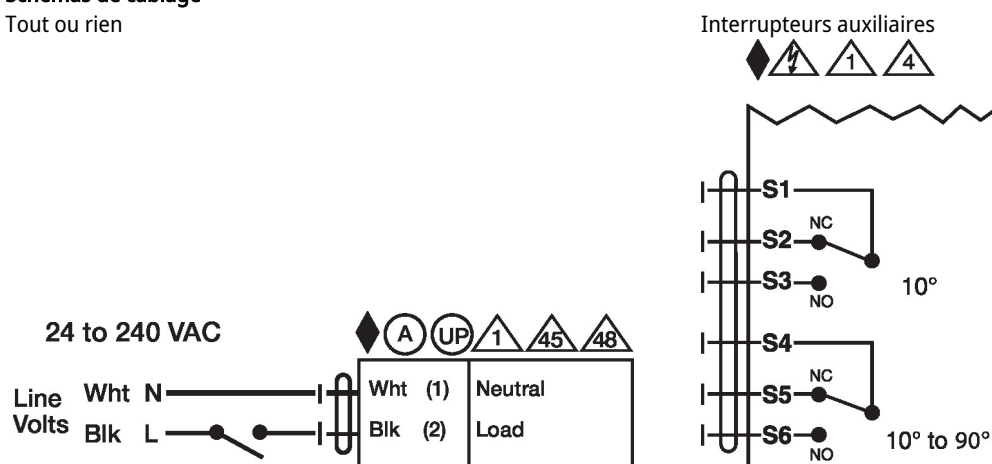 Schémas de câblage
Tout ou rien
24 to 240 VAC
A UP 1 45 48
Line Volts
Wht N
Blk L
Wht (1) Neutral
Blk (2) Load
Interrupteurs auxiliaires
1 4
S1
NC
S2
S3
NO
10°
S4
NC
S5
S6
NO
10° to 90°